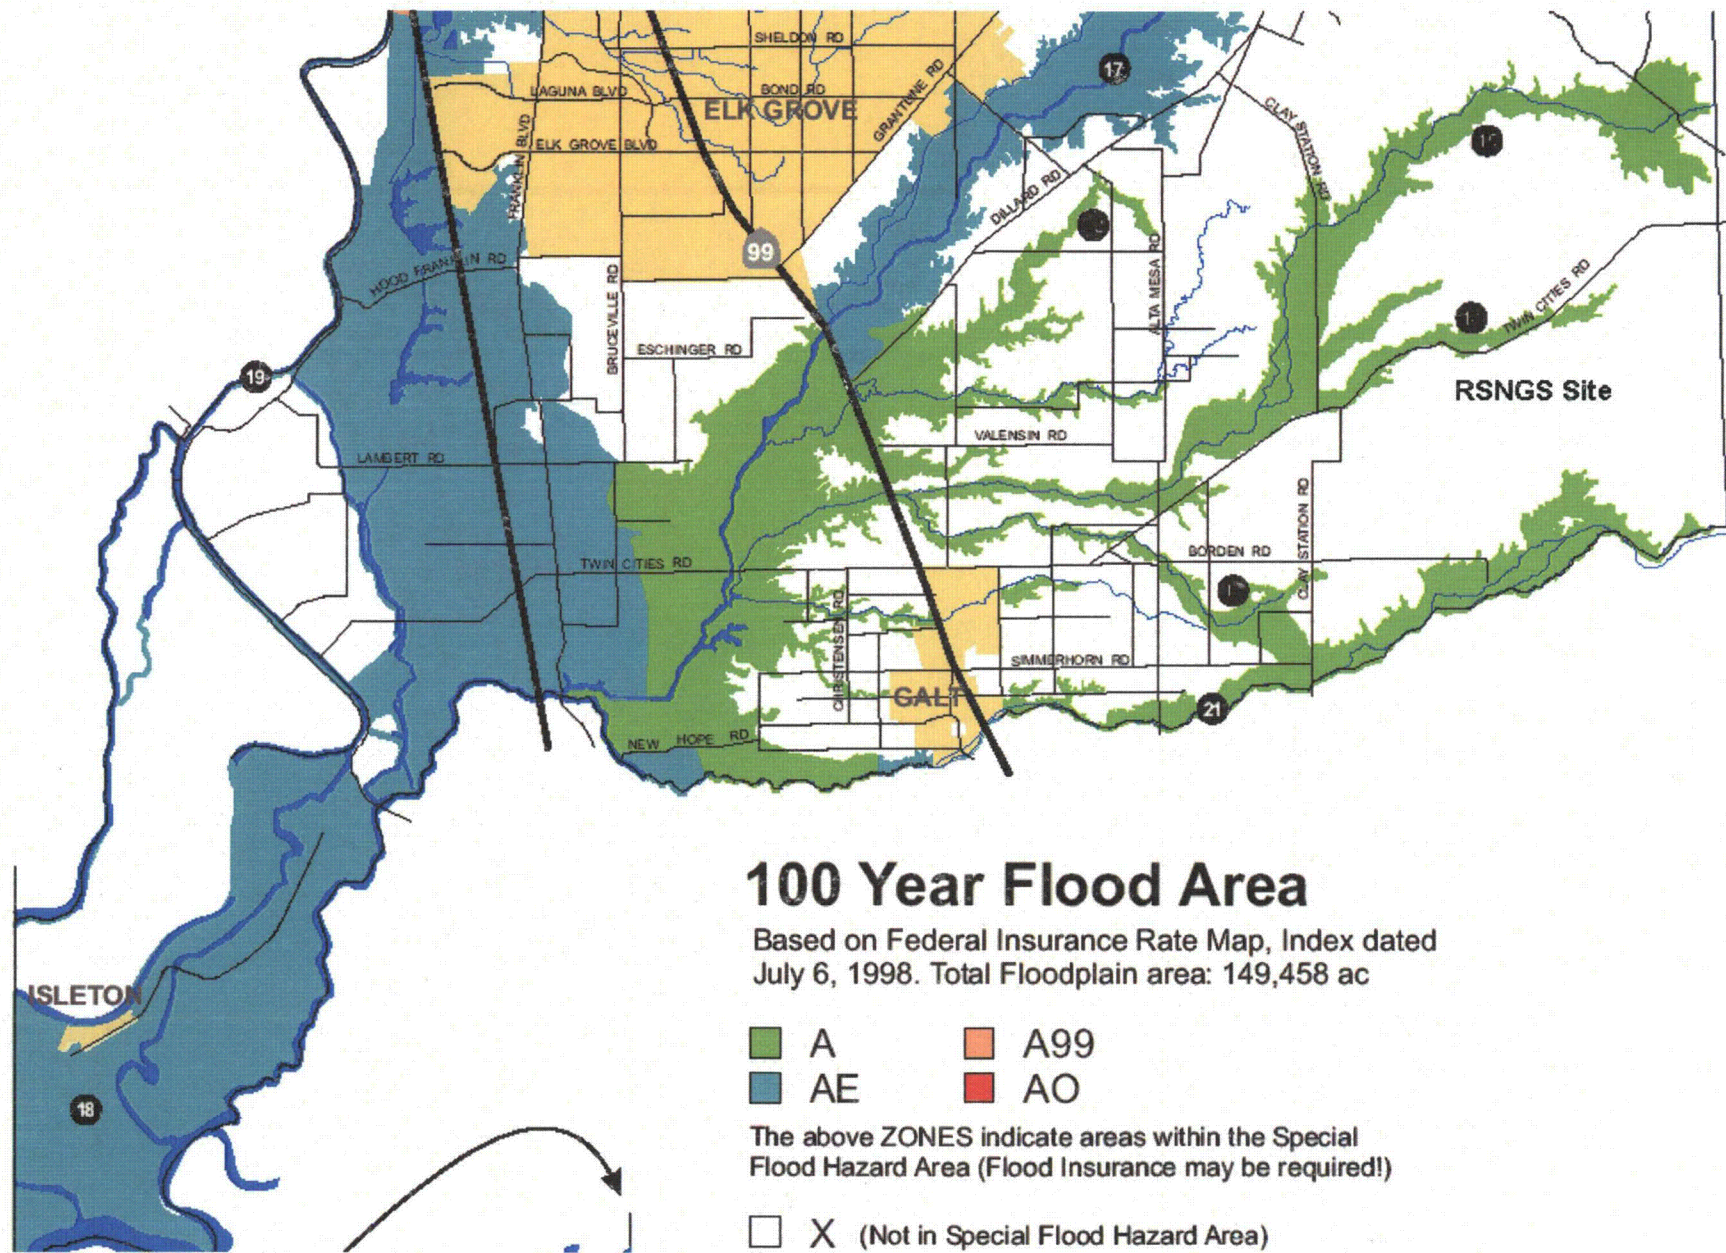 SHELDON RD
17
LAGUNA BLVD
BOND RD
ELK GROVE
GRANTLINE RD
CLAY STATION RD
FRANKLIN BLVD
ELK GROVE BLVD
DILLARD RD
99
HOOD FRANKLIN RD
BRUCEVILLE RD
ALTA MESA RD
TWIN CITIES RD
ESCHINGER RD
19
RSNGS Site
VALENSIN RD
LAMBERT RD
CLAY STATION RD
BORDEN RD
TWIN CITIES RD
CHRISTENSEN RD
SIMMERHORN RD
GALT
21
NEW HOPE RD
100 Year Flood Area
Based on Federal Insurance Rate Map, Index dated
July 6, 1998. Total Floodplain area: 149,458 ac
ISLETON
A
A99
AE
AO
18
The above ZONES indicate areas within the Special
Flood Hazard Area (Flood Insurance may be required!)
X (Not in Special Flood Hazard Area)